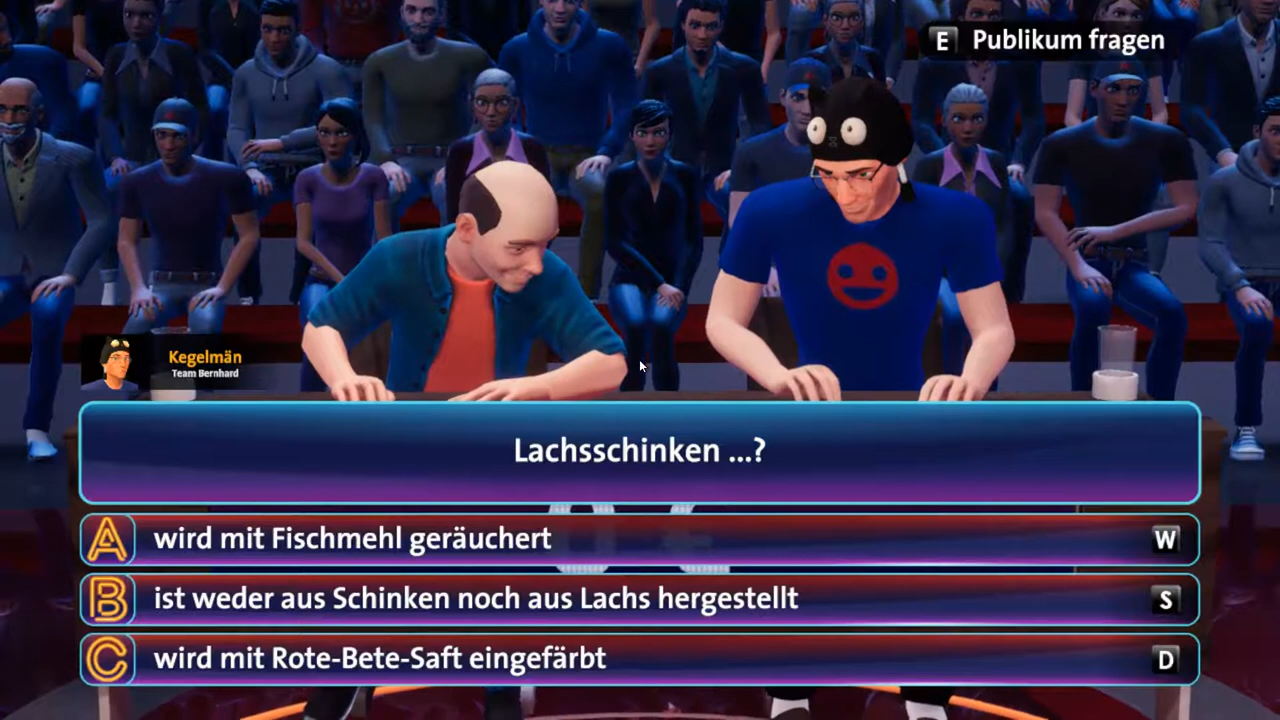 E Publikum fragen
Kegelmän
Team Bernhard
Lachsschinken ...?
A wird mit Fischmehl geräuchert W
B ist weder aus Schinken noch aus Lachs hergestellt S
C wird mit Rote-Bete-Saft eingefärbt D